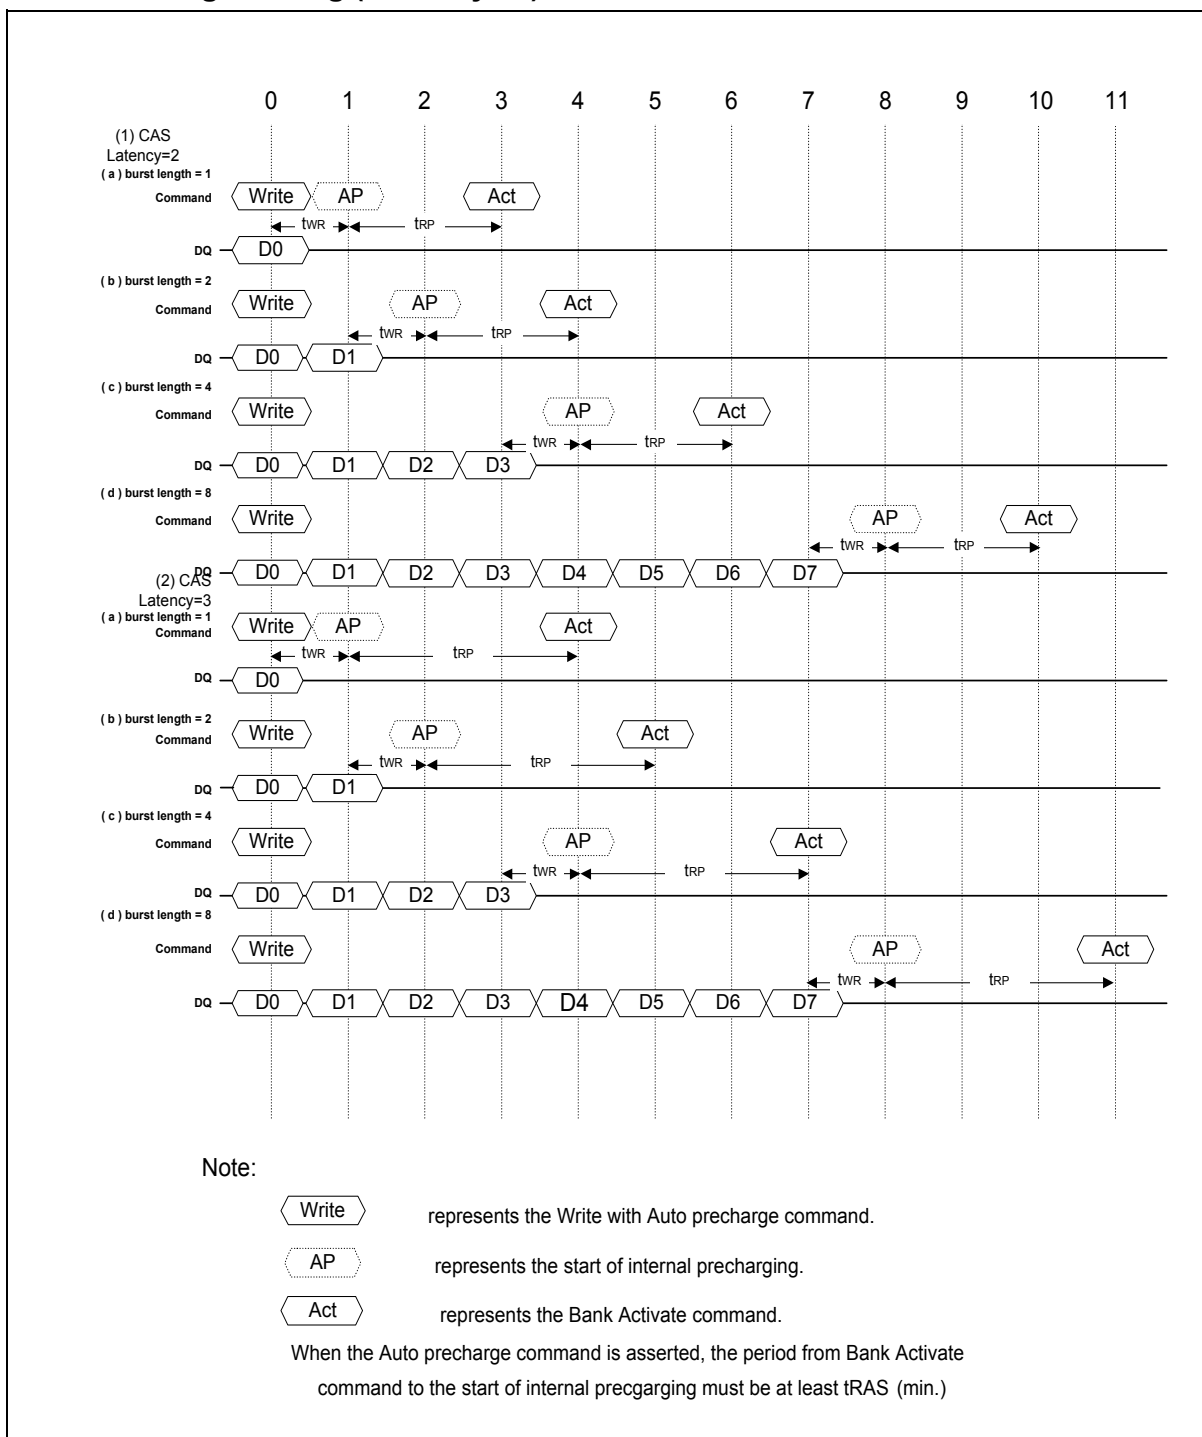 0 1 2 3 4 5 6 7 8 9 10 11
(1) CAS
Latency=2
( a ) burst length = 1
Command Write AP Act
tWR tRP
DQ D0
( b ) burst length = 2
Command Write AP Act
tWR tRP
DQ D0 D1
( c ) burst length = 4
Command Write AP Act
tWR tRP
DQ D0 D1 D2 D3
( d ) burst length = 8
Command Write AP Act
tWR tRP
DQ D0 D1 D2 D3 D4 D5 D6 D7
(2) CAS
Latency=3
( a ) burst length = 1
Command Write AP Act
tWR tRP
DQ D0
( b ) burst length = 2
Command Write AP Act
tWR tRP
DQ D0 D1
( c ) burst length = 4
Command Write AP Act
tWR tRP
DQ D0 D1 D2 D3
( d ) burst length = 8
Command Write AP Act
tWR tRP
DQ D0 D1 D2 D3 D4 D5 D6 D7
Note:
Write represents the Write with Auto precharge command.
AP represents the start of internal precharging.
Act represents the Bank Activate command.
When the Auto precharge command is asserted, the period from Bank Activate
command to the start of internal precgarging must be at least tRAS (min.)